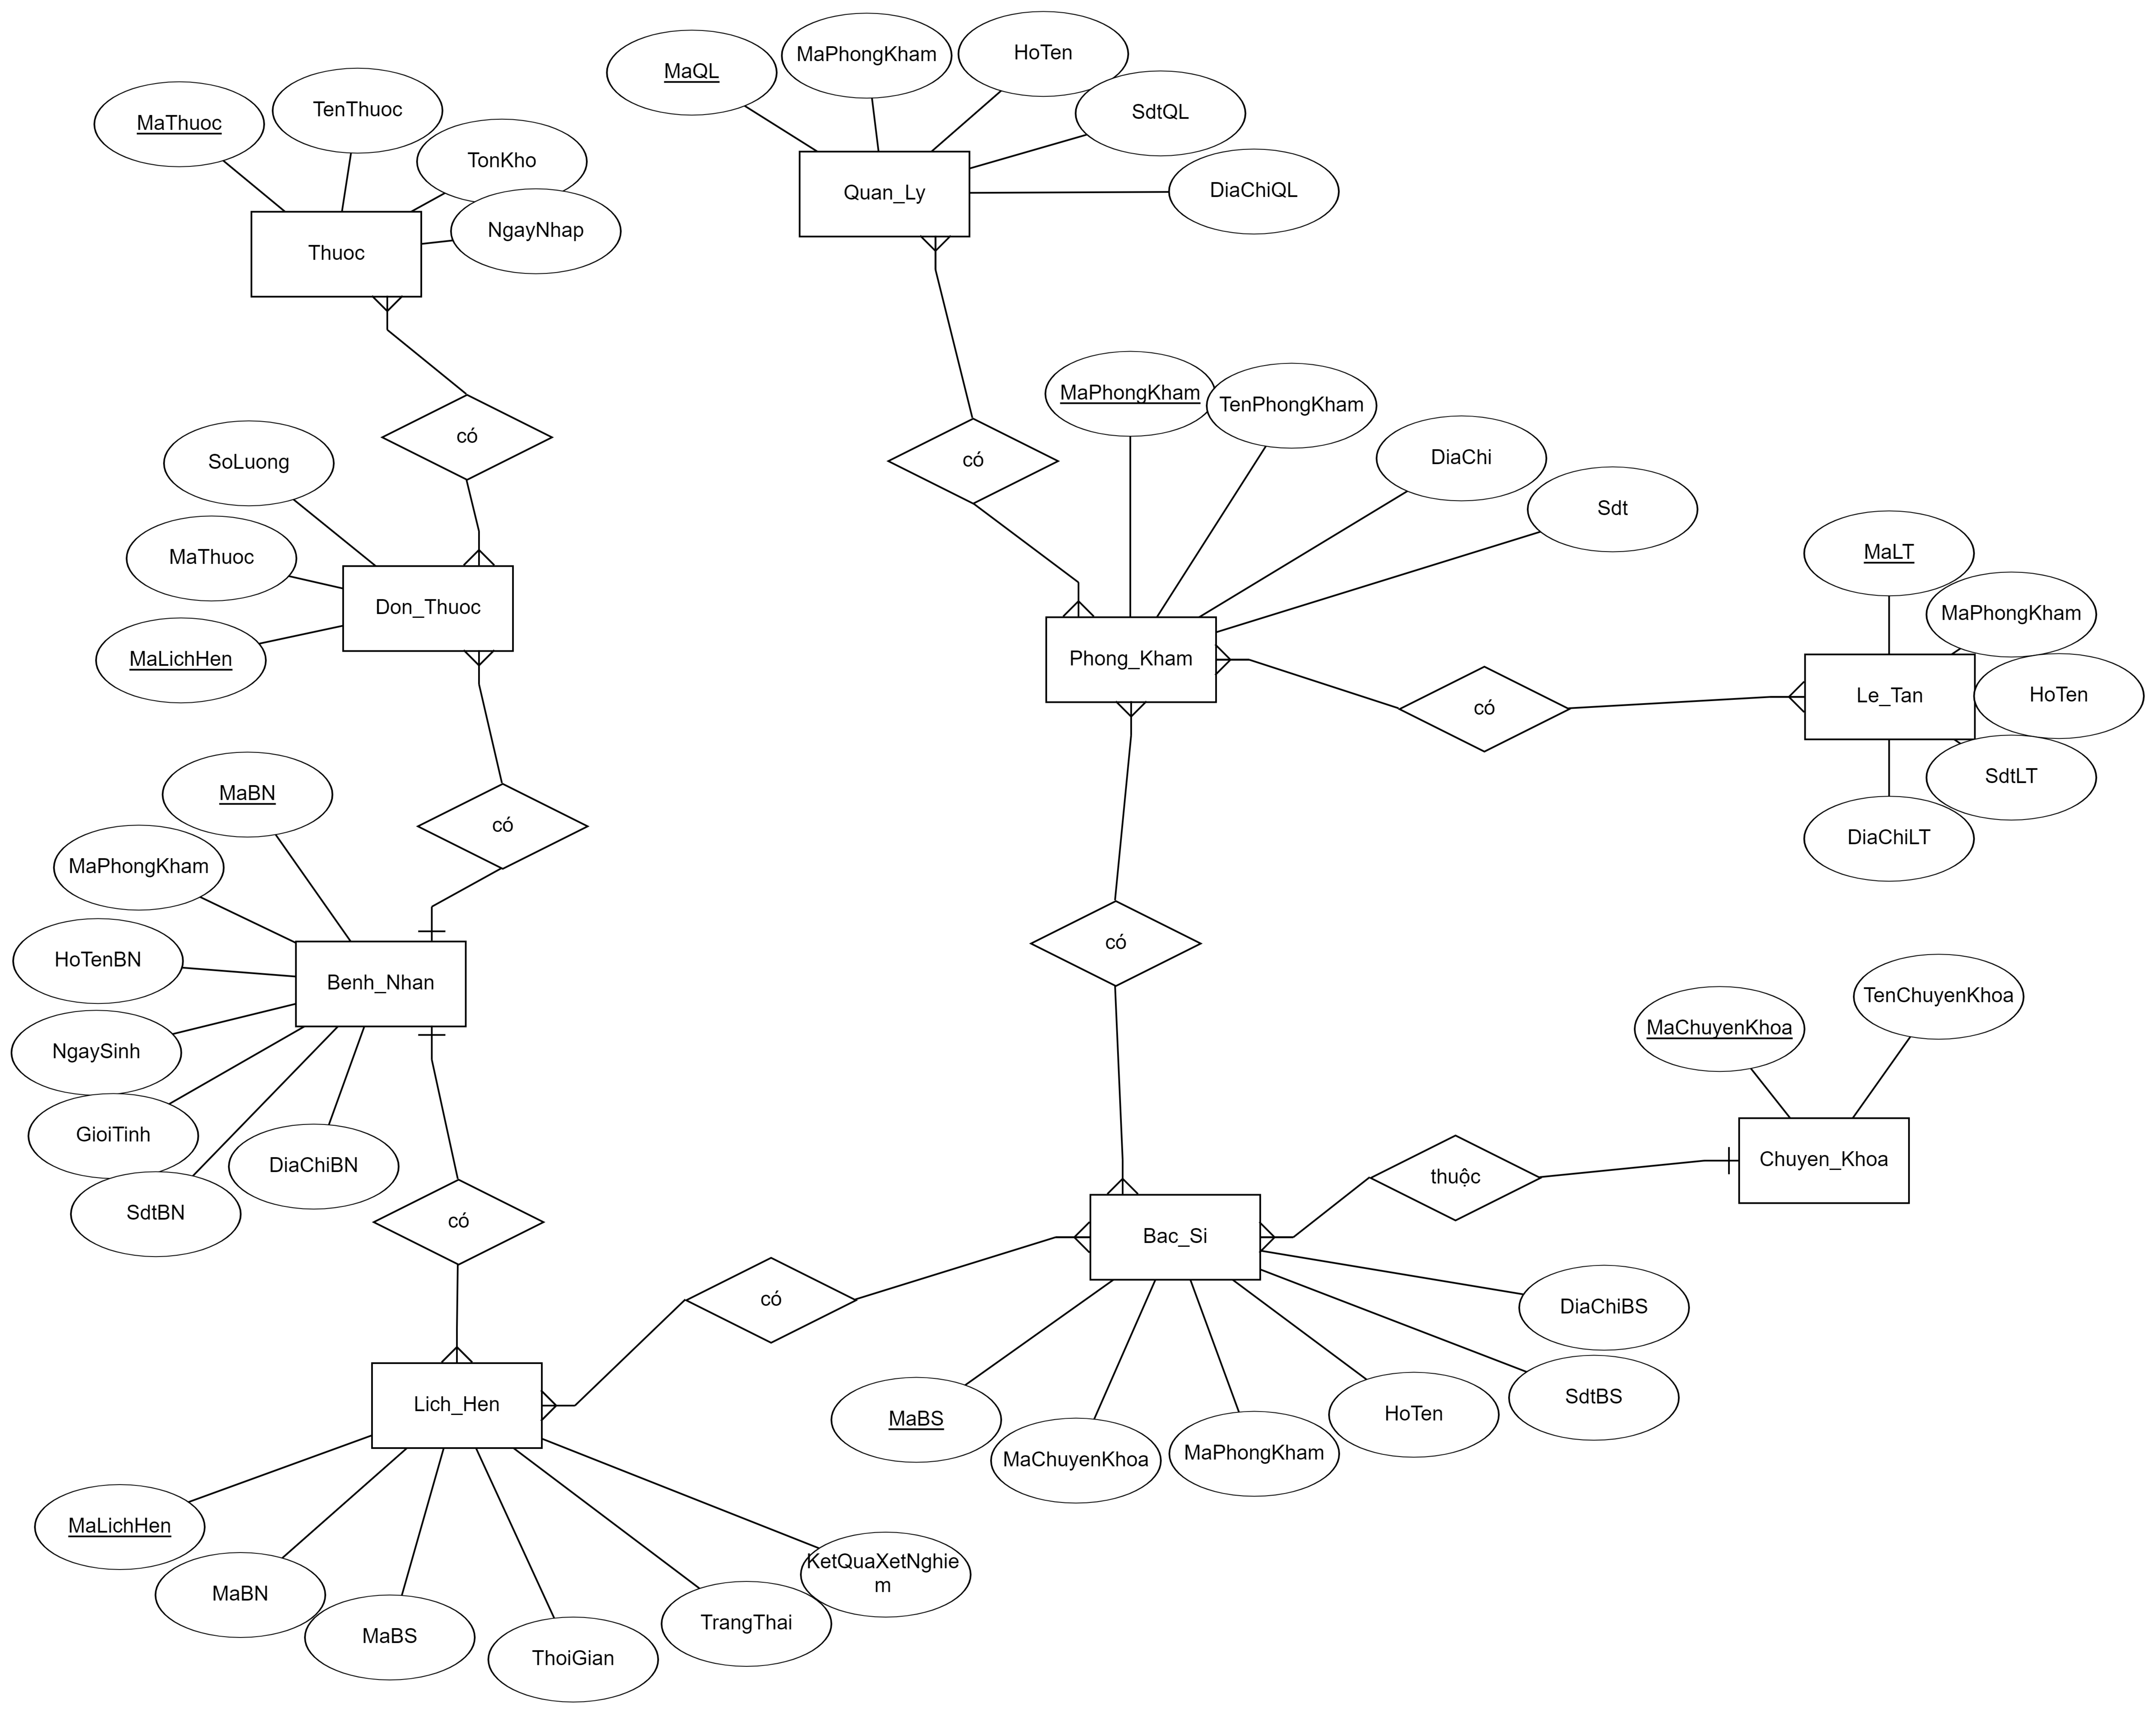 MaQL
MaPhongKham
HoTen
SdtQL
DiaChiQL
Quan_Ly
MaThuoc
TenThuoc
TonKho
NgayNhap
Thuoc
có
có
MaPhongKham
TenPhongKham
DiaChi
Sdt
Phong_Kham
SoLuong
MaThuoc
MaLichHen
Don_Thuoc
có
MaLT
MaPhongKham
HoTen
SdtLT
DiaChiLT
Le_Tan
có
MaBN
MaPhongKham
HoTenBN
NgaySinh
GioiTinh
SdtBN
DiaChiBN
Benh_Nhan
có
có
MaChuyenKhoa
TenChuyenKhoa
Chuyen_Khoa
thuộc
có
có
Bac_Si
DiaChiBS
SdtBS
HoTen
MaPhongKham
MaChuyenKhoa
MaBS
Lich_Hen
MaLichHen
MaBN
MaBS
ThoiGian
TrangThai
KetQuaXetNghie
m